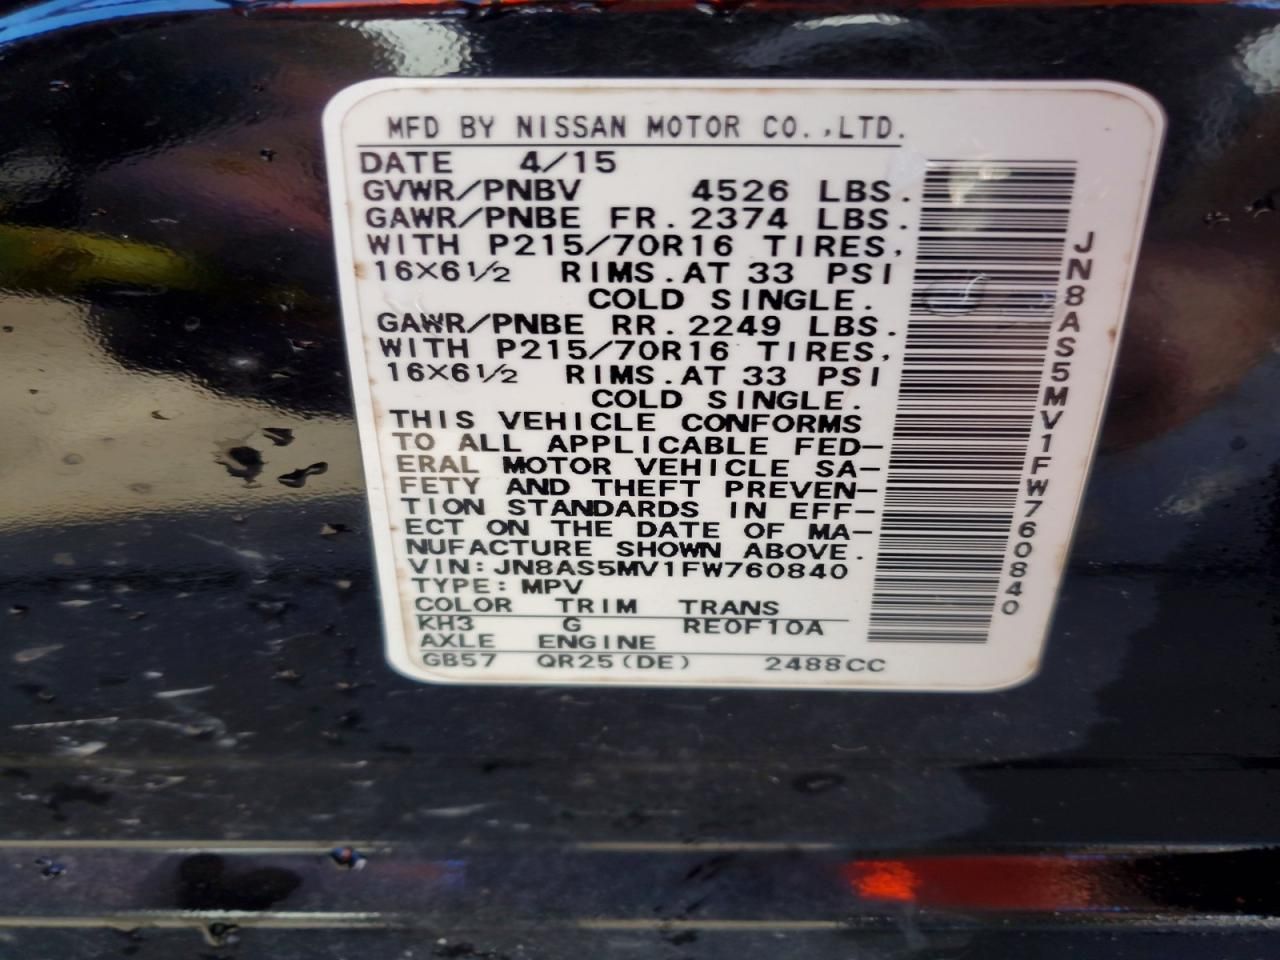 MFD BY NISSAN MOTOR CO.,LTD.
DATE 4/15
GVWR/PNBV 4526 LBS.
GAWR/PNBE FR.2374 LBS.
WITH P215/70R16 TIRES,
16×6½ RIMS.AT 33 PSI
COLD SINGLE.
GAWR/PNBE RR.2249 LBS.
WITH P215/70R16 TIRES,
16×6½ RIMS.AT 33 PSI
COLD SINGLE.
THIS VEHICLE CONFORMS
TO ALL APPLICABLE FED-
ERAL MOTOR VEHICLE SA-
FETY AND THEFT PREVEN-
TION STANDARDS IN EFF-
ECT ON THE DATE OF MA-
NUFACTURE SHOWN ABOVE.
VIN:JN8AS5MV1FW760840
TYPE:MPV
COLOR TRIM TRANS
KH3 G RE0F10A
AXLE ENGINE
GB57 QR25(DE) 2488CC
JN8AS5MV1FW760840